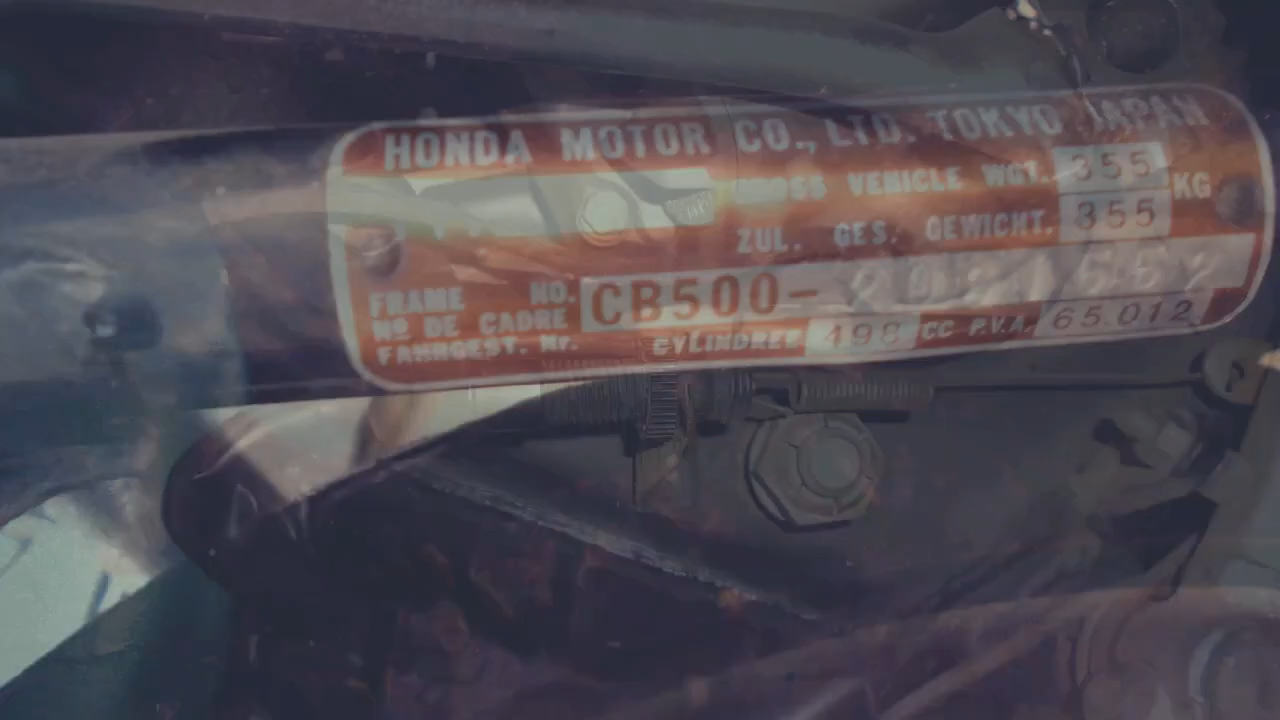 HONDA MOTOR CO., LTD. TOKYO JAPAN
VEHICLE WGT. 355 KG
ZUL. GES. GEWICHT. 355
FRAME NO.
Nº DE CADRE
FAHRGEST. Nr.
CB500-
CYLINDREE 498 CC P.V.A. 65.012